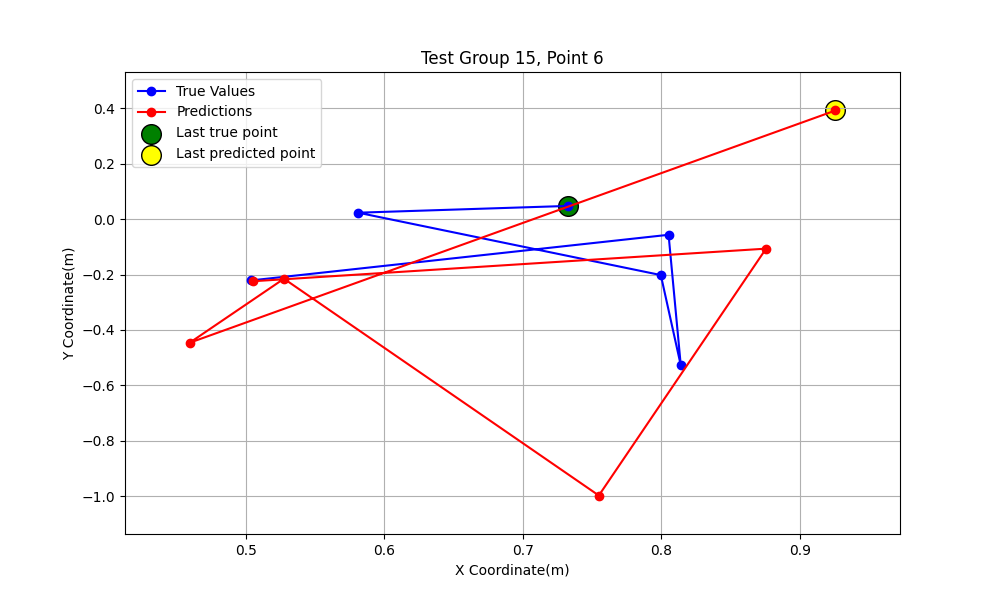 Test Group 15, Point 6
True Values
Predictions
Last true point
Last predicted point
Y Coordinate(m)
0.4
0.2
0.0
−0.2
−0.4
−0.6
−0.8
−1.0
0.5 0.6 0.7 0.8 0.9
X Coordinate(m)